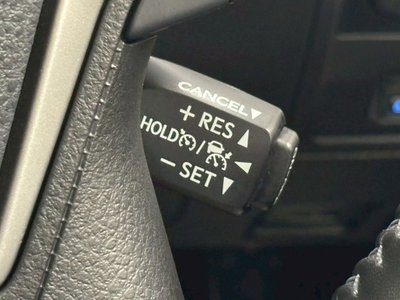 CANCEL▼
+ RES▲
HOLD / ◀
− SET▼